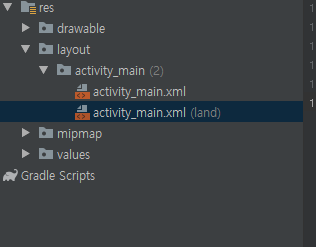 res
drawable
layout
activity_main (2)
activity_main.xml
activity_main.xml (land)
mipmap
values
Gradle Scripts